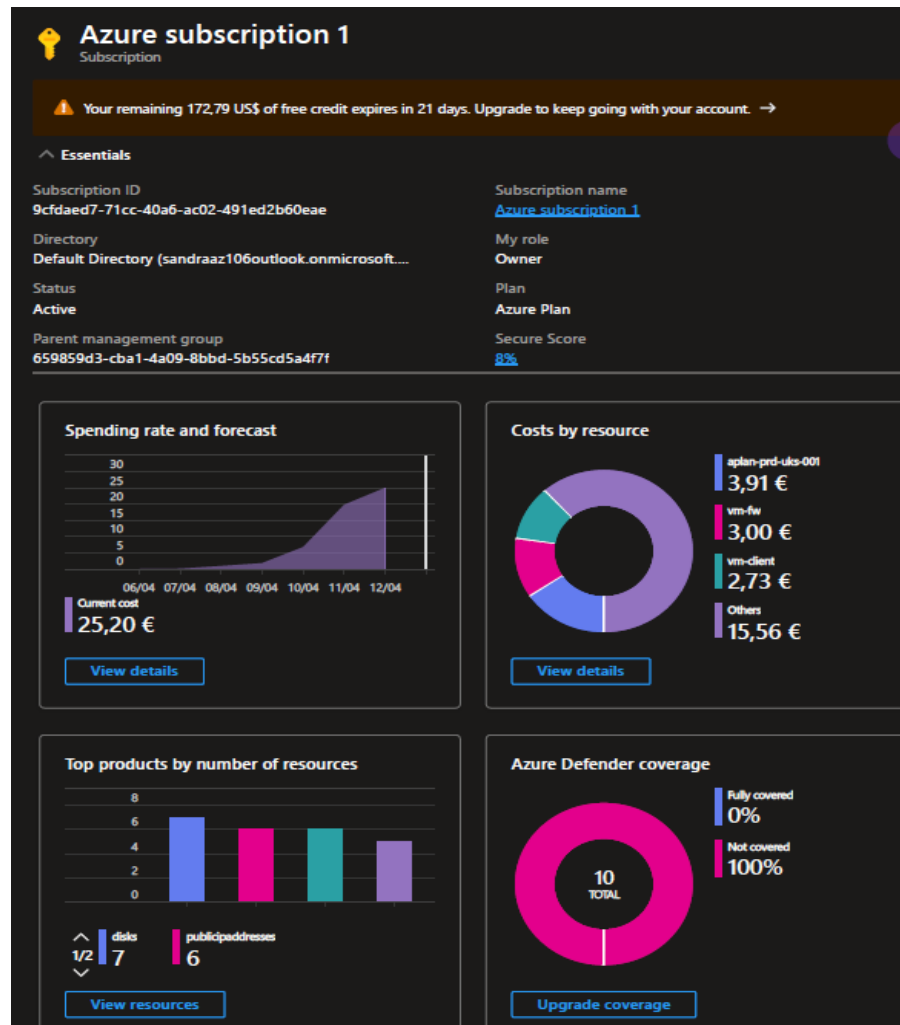 Azure subscription 1
Subscription
Your remaining 172,79 US$ of free credit expires in 21 days. Upgrade to keep going with your account. →
Essentials
Subscription ID
9cfdaed7-71cc-40a6-ac02-491ed2b60eae
Subscription name
Azure subscription 1
Directory
Default Directory (sandraaz106outlook.onmicrosoft....
My role
Owner
Status
Active
Plan
Azure Plan
Parent management group
659859d3-cba1-4a09-8bbd-5b55cd5a4f7f
Secure Score
8%
Spending rate and forecast
30
25
20
15
10
5
0
06/04 07/04 08/04 09/04 10/04 11/04 12/04
Current cost
25,20 €
View details
Costs by resource
aplan-prd-uks-001
3,91 €
vm-fw
3,00 €
vm-client
2,73 €
Others
15,56 €
View details
Top products by number of resources
8
6
4
2
0
1/2
disks
7
publicipaddresses
6
View resources
Azure Defender coverage
10
TOTAL
Fully covered
0%
Not covered
100%
Upgrade coverage